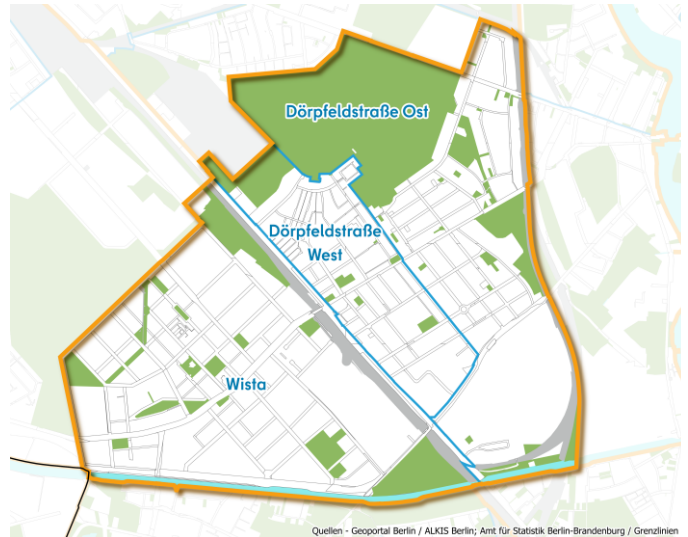 Dörpfeldstraße Ost
Dörpfeldstraße
West
Wista
Quellen - Geoportal Berlin / ALKIS Berlin; Amt für Statistik Berlin-Brandenburg / Grenzlinien